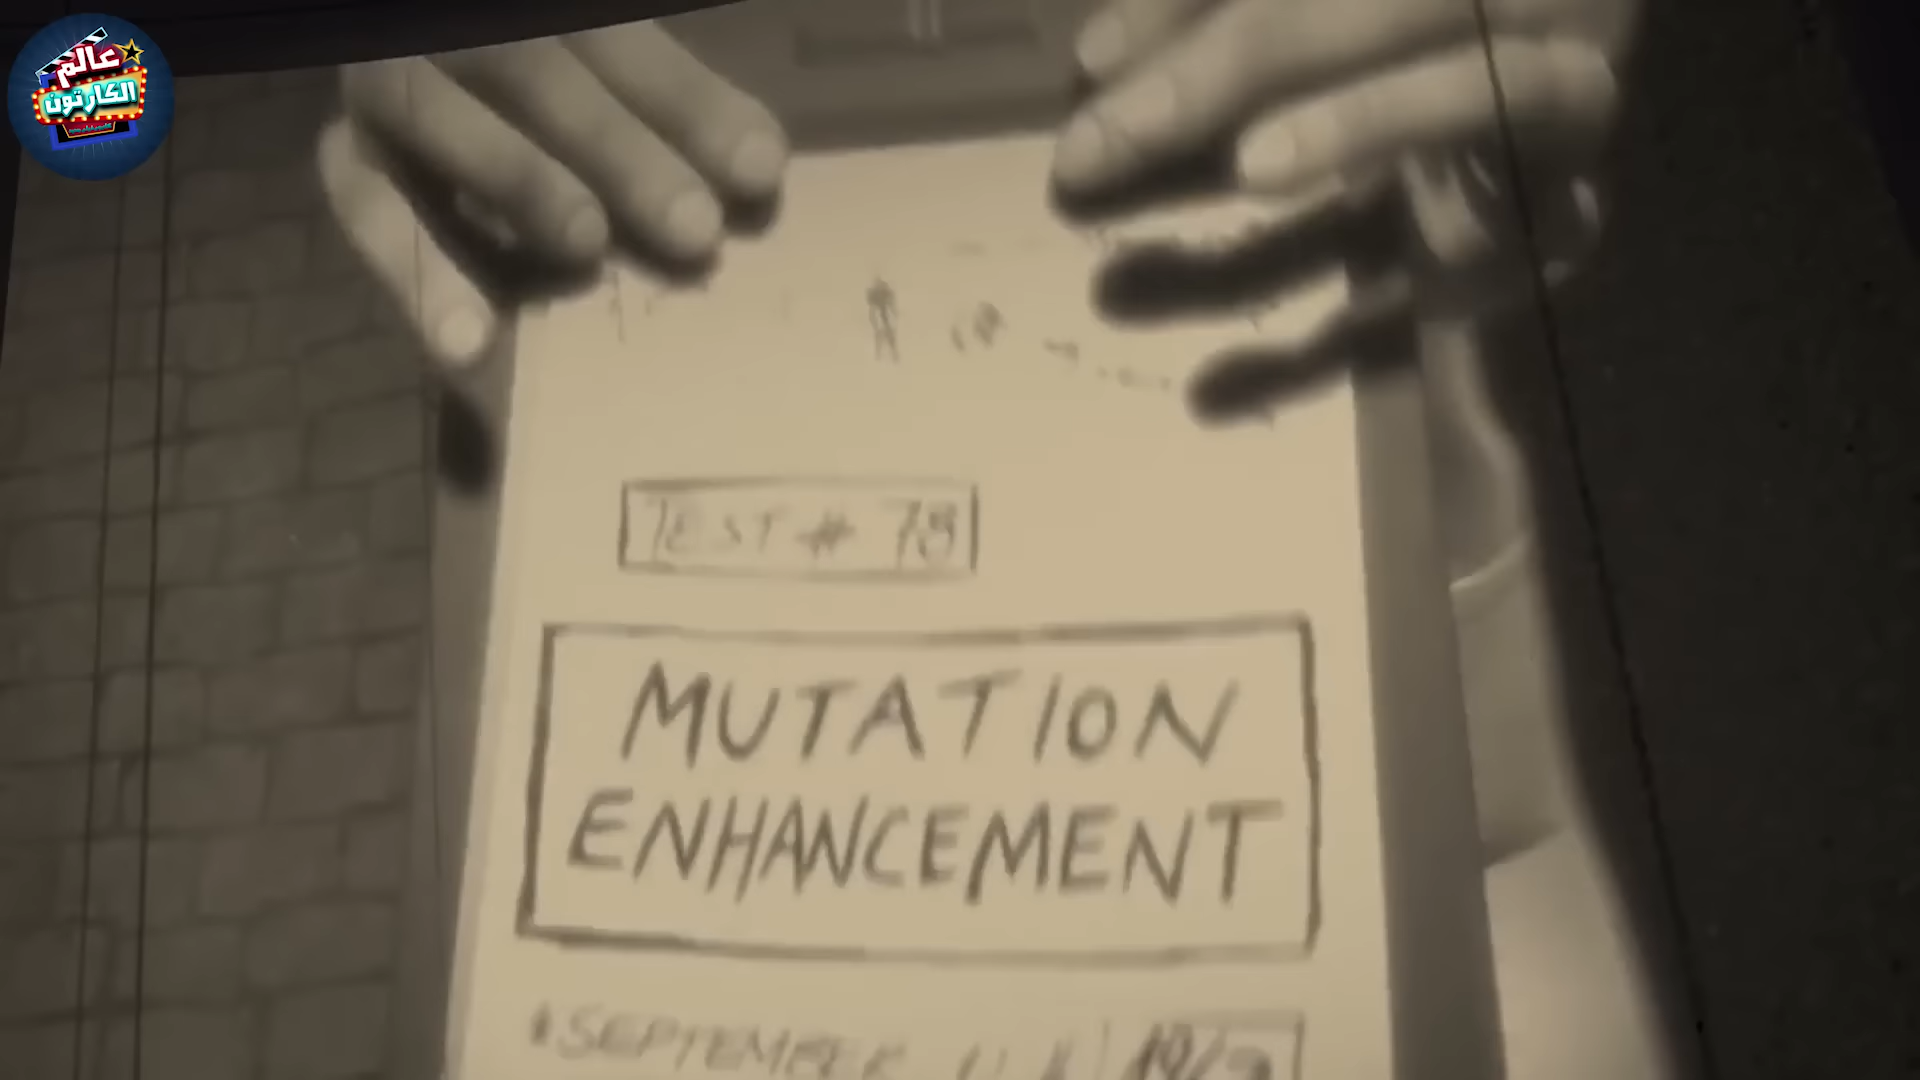 عالم
الكارتون
TEST # 78
MUTATION
ENHANCEMENT
SEPTEMBER